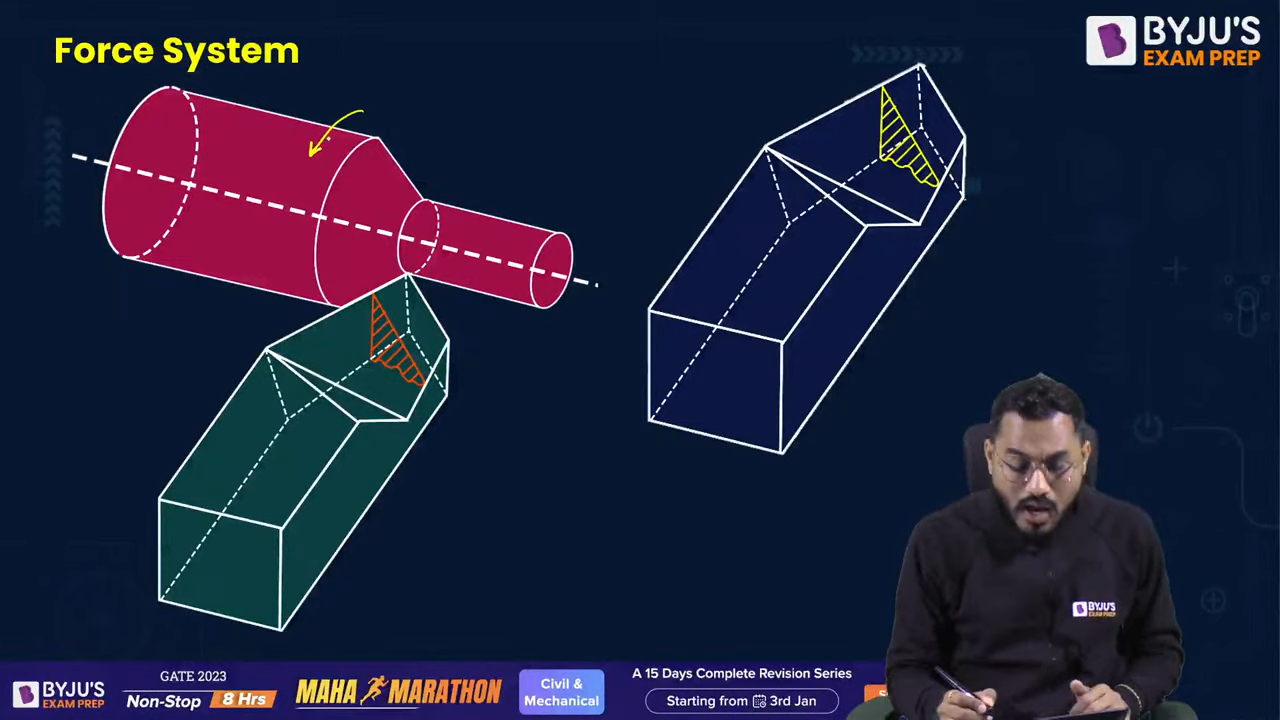 Force System
BYJU'S
EXAM PREP
BYJU'S
BYJU'S
EXAM PREP
GATE 2023
Non-Stop 8 Hrs
MAHA MARATHON
Civil &
Mechanical
A 15 Days Complete Revision Series
Starting from 3rd Jan